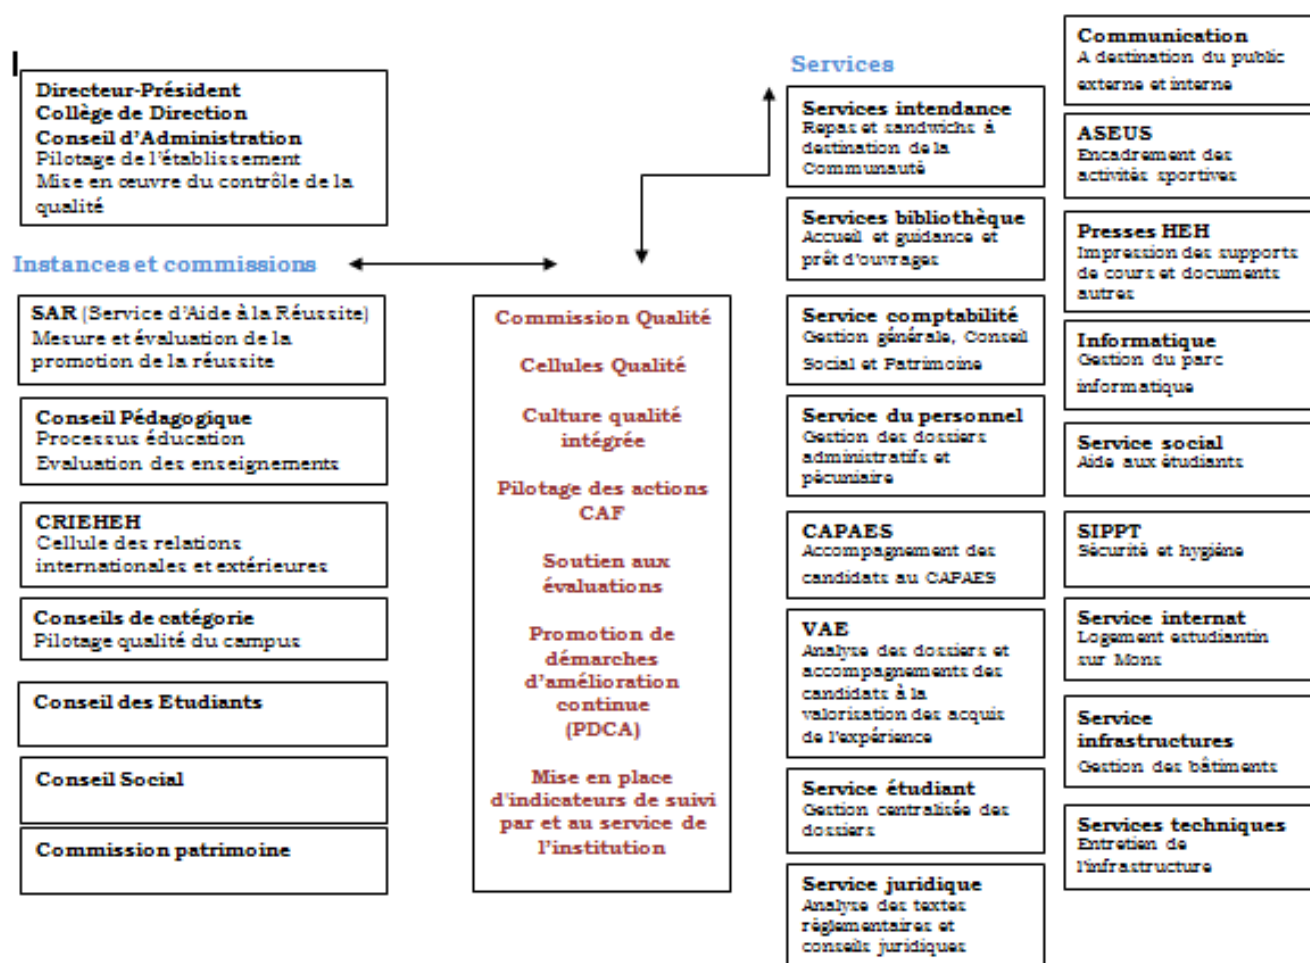 Directeur-Président
Collège de Direction
Conseil d'Administration
Pilotage de l'établissement
Mise en œuvre du contrôle de la
qualité
Instances et commissions
SAR (Service d'Aide à la Réussite)
Mesure et évaluation de la
promotion de la réussite
Conseil Pédagogique
Processus éducation
Evaluation des enseignements
CRIEHEH
Cellule des relations
internationales et extérieures
Conseils de catégorie
Pilotage qualité du campus
Conseil des Etudiants
Conseil Social
Commission patrimoine
Commission Qualité
Cellules Qualité
Culture qualité
intégrée
Pilotage des actions
CAF
Soutien aux
évaluations
Promotion de
démarches
d'amélioration
continue
(PDCA)
Mise en place
d'indicateurs de suivi
par et au service de
l'institution
Services
Services intendance
Repas et sandwichs à
destination de la
Communauté
Services bibliothèque
Accueil et guidance et
prêt d'ouvrages
Service comptabilité
Gestion générale, Conseil
Social et Patrimoine
Service du personnel
Gestion des dossiers
administratifs et
pécuniaire
CAPAES
Accompagnement des
candidats au CAPAES
VAE
Analyse des dossiers et
accompagnements des
candidats à la
valorisation des acquis
de l'expérience
Service étudiant
Gestion centralisée des
dossiers
Service juridique
Analyse des textes
réglementaires et
conseils juridiques
Communication
A destination du public
externe et interne
ASEUS
Encadrement des
activités sportives
Presses HEH
Impression des supports
de cours et documents
autres
Informatique
Gestion du parc
informatique
Service social
Aide aux étudiants
SIPPT
Sécurité et hygiène
Service internat
Logement estudiantin
sur Mons
Service
infrastructures
Gestion des bâtiments
Services techniques
Entretien de
l'infrastructure